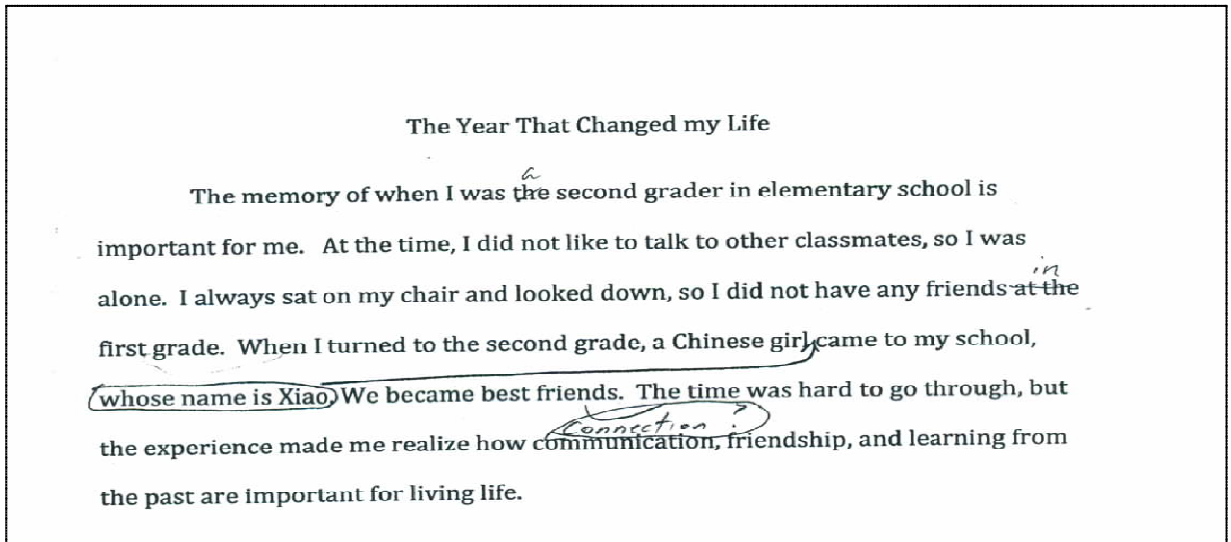 The Year That Changed my Life
a
The memory of when I was the second grader in elementary school is
important for me. At the time, I did not like to talk to other classmates, so I was
in
alone. I always sat on my chair and looked down, so I did not have any friends at the
first grade. When I turned to the second grade, a Chinese girl came to my school,
whose name is Xiao. We became best friends. The time was hard to go through, but
Connection?
the experience made me realize how communication, friendship, and learning from
the past are important for living life.